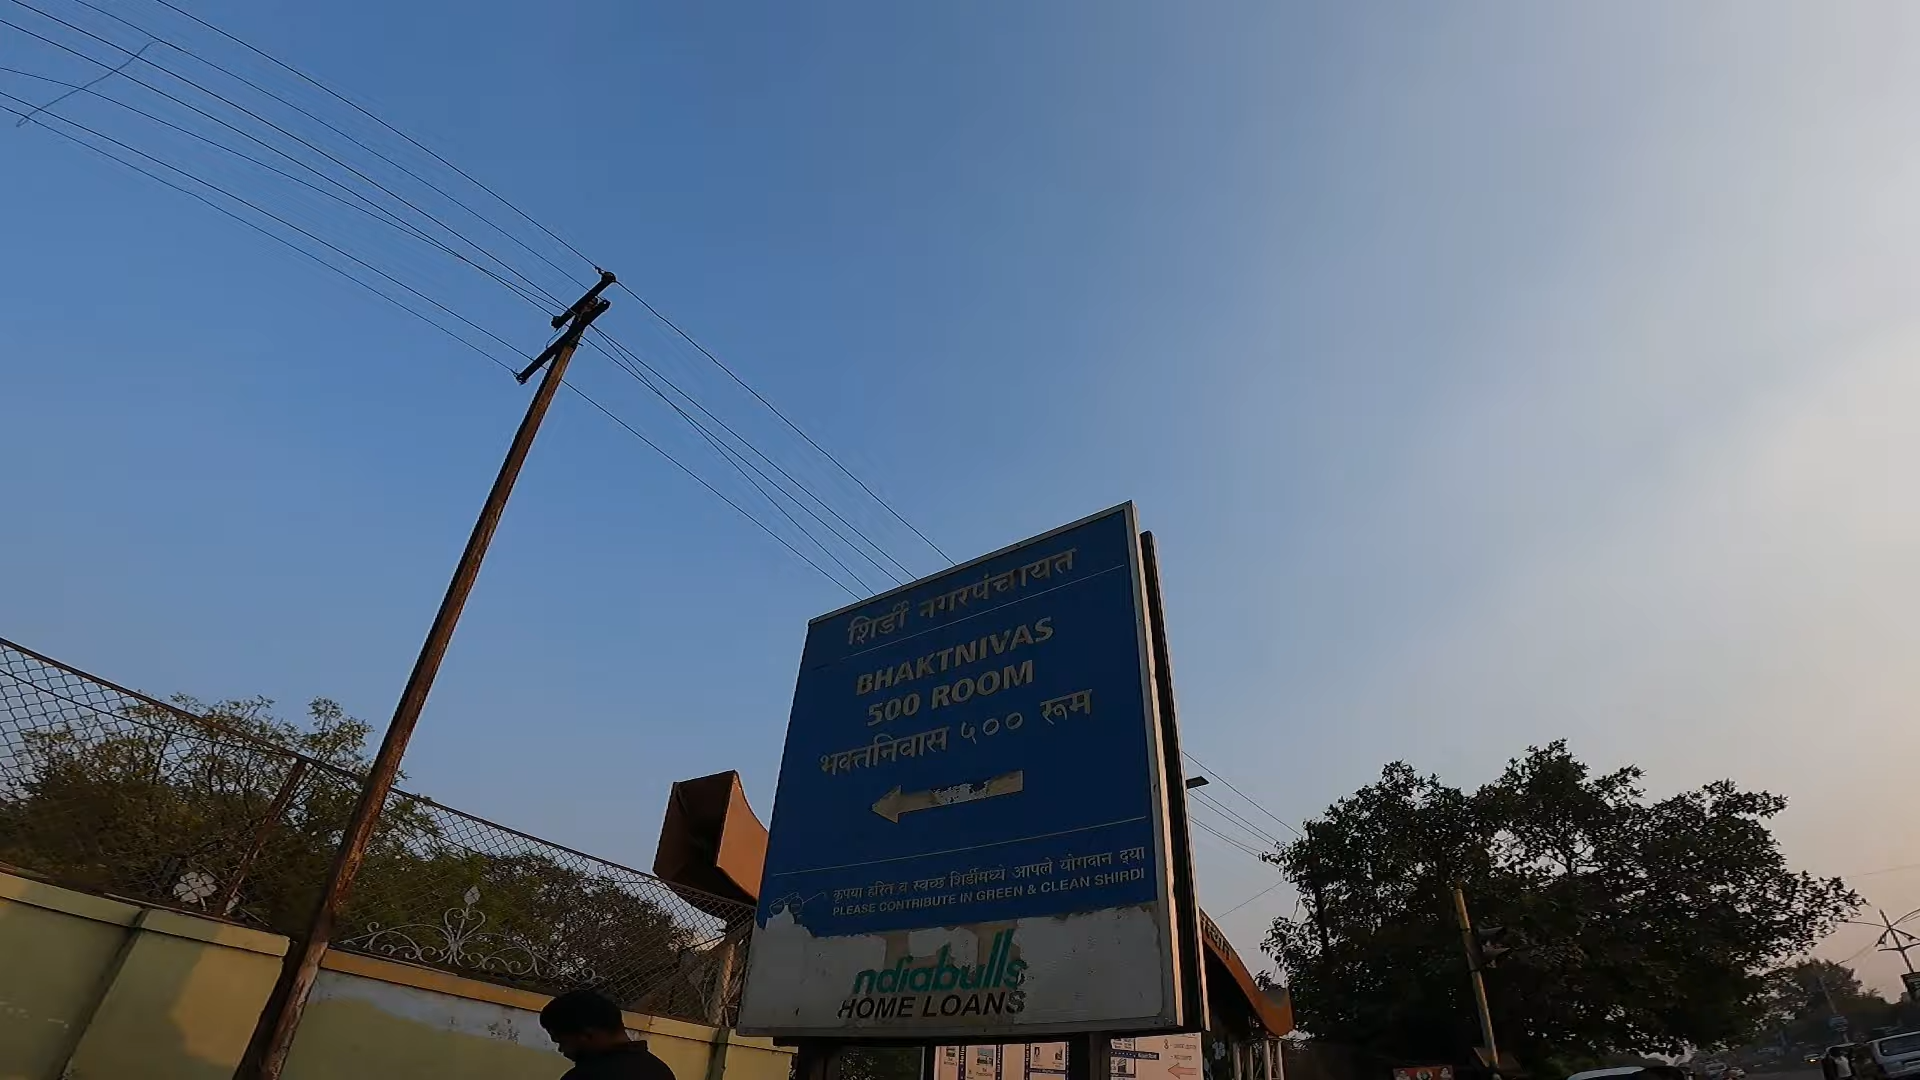 शिर्डी नगरपंचायत
BHAKTNIVAS
500 ROOM
भक्तनिवास ५०० रूम
कृपया हरित व स्वच्छ शिर्डीमध्ये आपले योगदान द्या
PLEASE CONTRIBUTE IN GREEN & CLEAN SHIRDI
ndiabulls
HOME LOANS